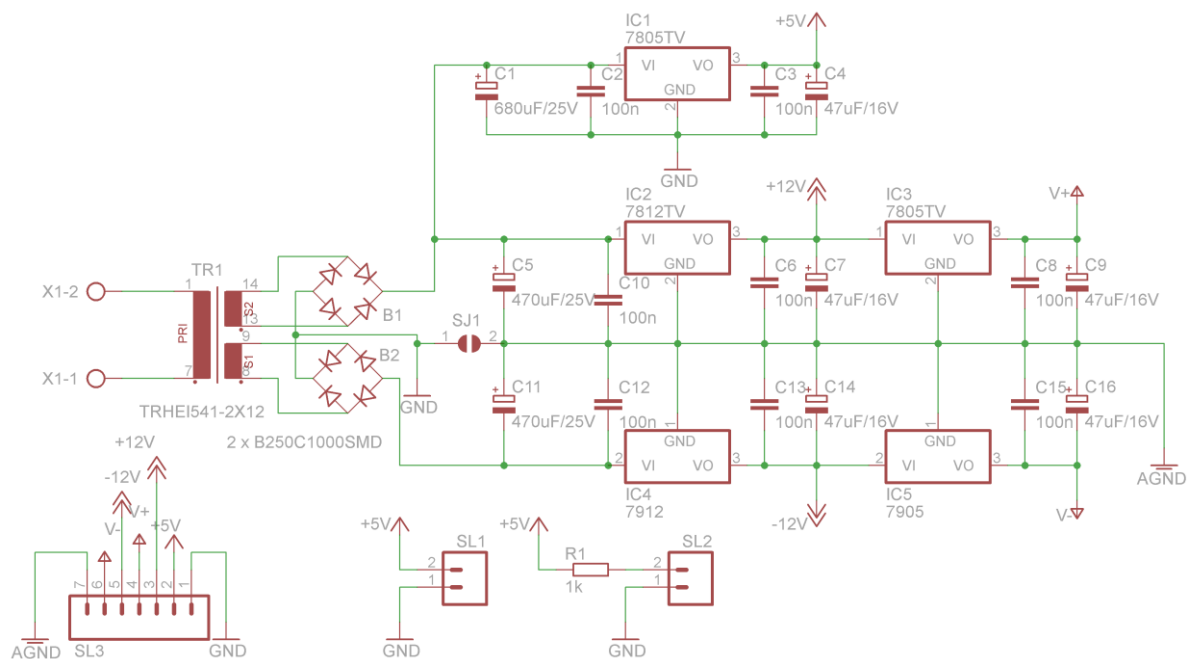 +5V
IC1
7805TV
1
VI
VO
3
GND
2
C1
+
680uF/25V
C2
100n
C3
100n
C4
+
47uF/16V
GND
+12V
V+
IC2
7812TV
1
VI
VO
3
GND
2
IC3
7805TV
1
VI
VO
3
GND
2
C5
+
470uF/25V
C10
100n
C6
100n
C7
+
47uF/16V
C8
100n
C9
+
47uF/16V
X1-2
X1-1
TR1
1
7
PRI
14
13
S2
9
8
S1
TRHEI541-2X12
B1
B2
2 x B250C1000SMD
SJ1
1
2
GND
C11
+
470uF/25V
C12
100n
C13
100n
C14
+
47uF/16V
C15
100n
C16
+
47uF/16V
1
GND
2
VI
VO
3
IC4
7912
1
GND
2
VI
VO
3
IC5
7905
AGND
-12V
V-
+12V
-12V
V+
V-
+5V
7
6
5
4
3
2
1
AGND
SL3
GND
+5V
SL1
2
1
GND
+5V
R1
1k
SL2
2
1
GND